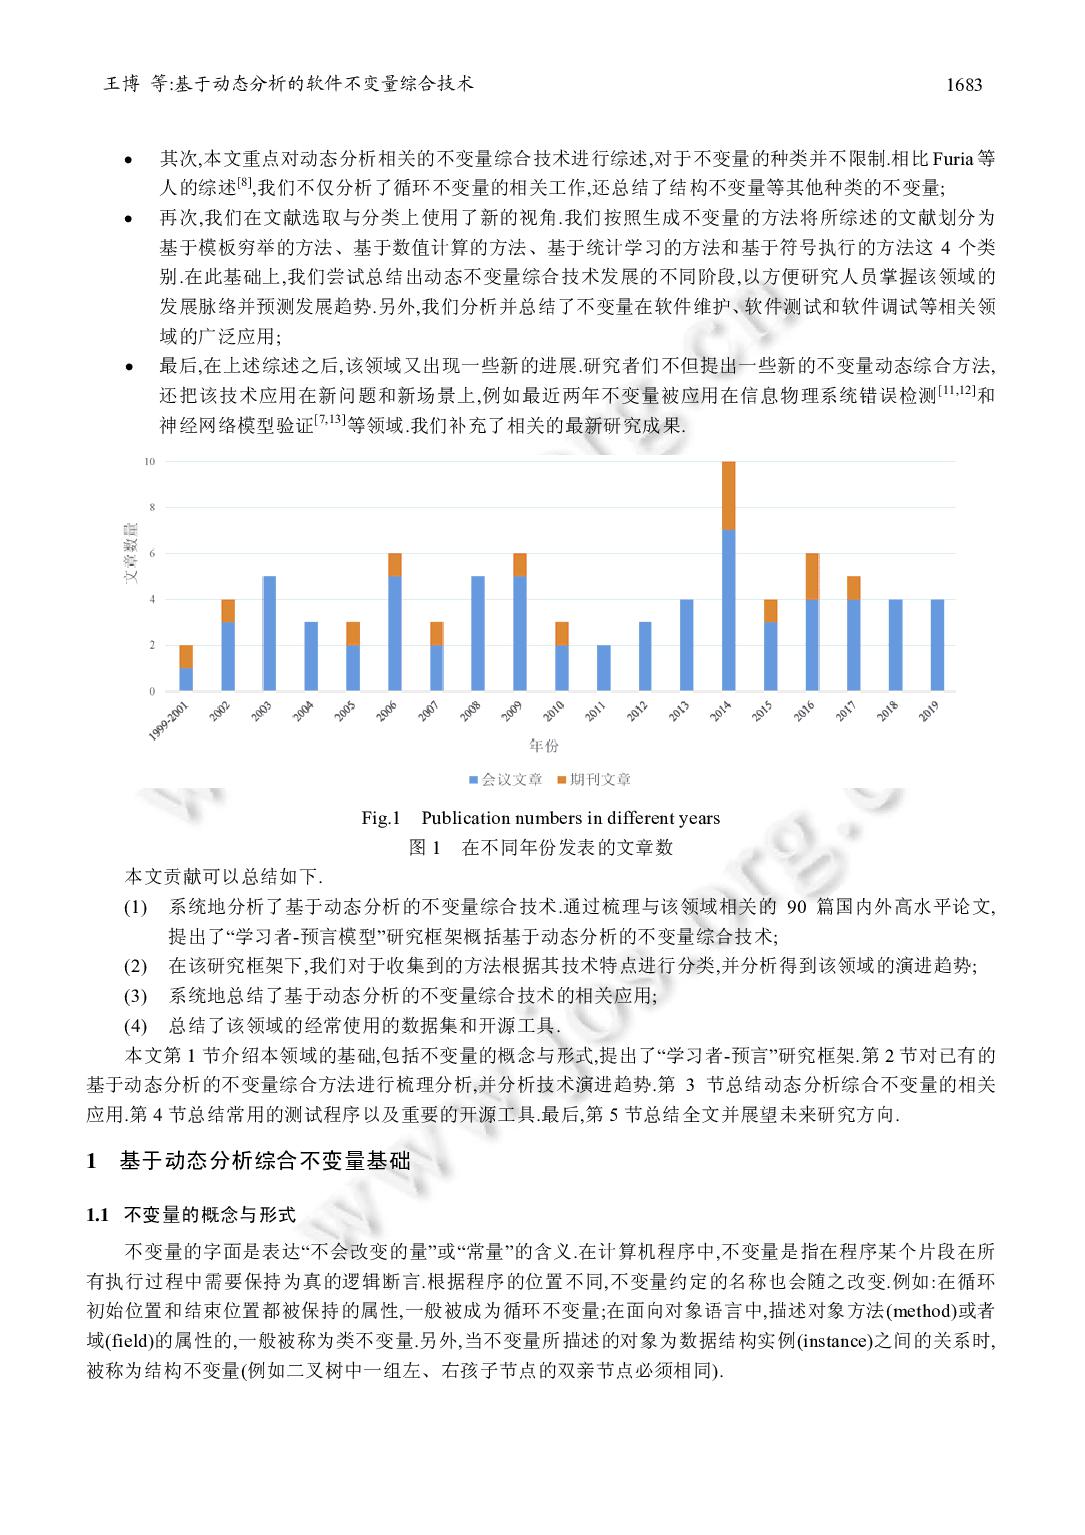 王博 等:基于动态分析的软件不变量综合技术 1683
• 其次,本文重点对动态分析相关的不变量综合技术进行综述,对于不变量的种类并不限制.相比 Furia 等
人的综述[8],我们不仅分析了循环不变量的相关工作,还总结了结构不变量等其他种类的不变量;
• 再次,我们在文献选取与分类上使用了新的视角.我们按照生成不变量的方法将所综述的文献划分为
基于模板穷举的方法、基于数值计算的方法、基于统计学习的方法和基于符号执行的方法这 4 个类
别.在此基础上,我们尝试总结出动态不变量综合技术发展的不同阶段,以方便研究人员掌握该领域的
发展脉络并预测发展趋势.另外,我们分析并总结了不变量在软件维护、软件测试和软件调试等相关领
域的广泛应用;
• 最后,在上述综述之后,该领域又出现一些新的进展.研究者们不但提出一些新的不变量动态综合方法,
还把该技术应用在新问题和新场景上,例如最近两年不变量被应用在信息物理系统错误检测[11,12]和
神经网络模型验证[7,13]等领域.我们补充了相关的最新研究成果.
10
8
6
4
2
0
文章数量
1999-2001 2002 2003 2004 2005 2006 2007 2008 2009 2010 2011 2012 2013 2014 2015 2016 2017 2018 2019
年份
会议文章 期刊文章
Fig.1 Publication numbers in different years
图 1 在不同年份发表的文章数
本文贡献可以总结如下.
(1) 系统地分析了基于动态分析的不变量综合技术.通过梳理与该领域相关的 90 篇国内外高水平论文,
提出了“学习者-预言模型”研究框架概括基于动态分析的不变量综合技术;
(2) 在该研究框架下,我们对于收集到的方法根据其技术特点进行分类,并分析得到该领域的演进趋势;
(3) 系统地总结了基于动态分析的不变量综合技术的相关应用;
(4) 总结了该领域的经常使用的数据集和开源工具.
本文第 1 节介绍本领域的基础,包括不变量的概念与形式,提出了“学习者-预言”研究框架.第 2 节对已有的
基于动态分析的不变量综合方法进行梳理分析,并分析技术演进趋势.第 3 节总结动态分析综合不变量的相关
应用.第 4 节总结常用的测试程序以及重要的开源工具.最后,第 5 节总结全文并展望未来研究方向.
1 基于动态分析综合不变量基础
1.1 不变量的概念与形式
不变量的字面是表达“不会改变的量”或“常量”的含义.在计算机程序中,不变量是指在程序某个片段在所
有执行过程中需要保持为真的逻辑断言.根据程序的位置不同,不变量约定的名称也会随之改变.例如:在循环
初始位置和结束位置都被保持的属性,一般被成为循环不变量;在面向对象语言中,描述对象方法(method)或者
域(field)的属性的,一般被称为类不变量.另外,当不变量所描述的对象为数据结构实例(instance)之间的关系时,
被称为结构不变量(例如二叉树中一组左、右孩子节点的双亲节点必须相同).
www.jos.org.cn